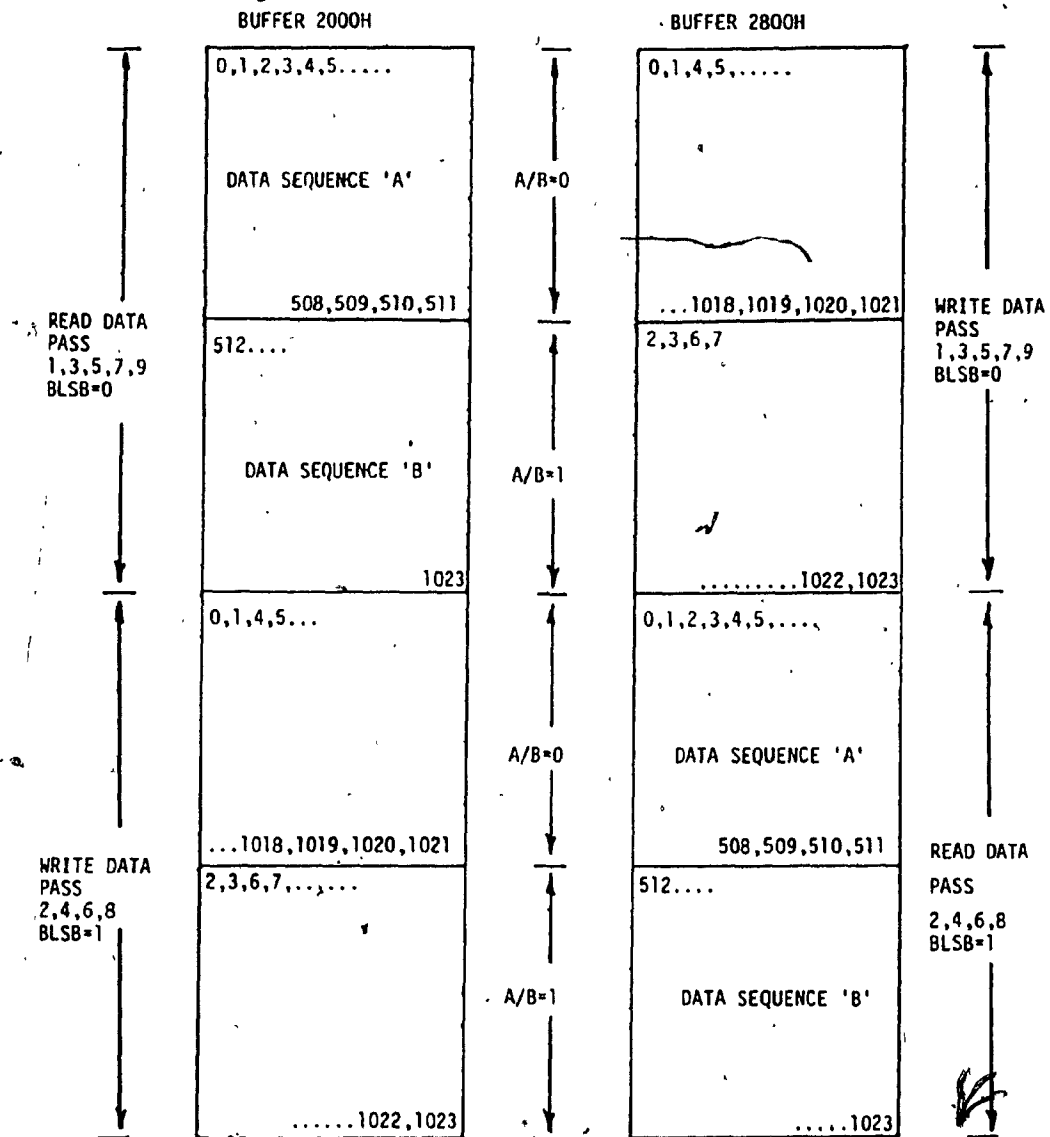 BUFFER 2000H
BUFFER 2800H
0,1,2,3,4,5.....
0,1,4,5,.....
DATA SEQUENCE 'A'
A/B=0
508,509,510,511
...1018,1019,1020,1021
READ DATA
PASS
1,3,5,7,9
BLSB=0
WRITE DATA
PASS
1,3,5,7,9
BLSB=0
512....
2,3,6,7
DATA SEQUENCE 'B'
A/B=1
1023
.........1022,1023
0,1,4,5...
0,1,2,3,4,5,....
A/B=0
DATA SEQUENCE 'A'
...1018,1019,1020,1021
508,509,510,511
WRITE DATA
PASS
2,4,6,8
BLSB=1
READ DATA
PASS
2,4,6,8
BLSB=1
2,3,6,7,......
512....
A/B=1
DATA SEQUENCE 'B'
......1022,1023
.....1023